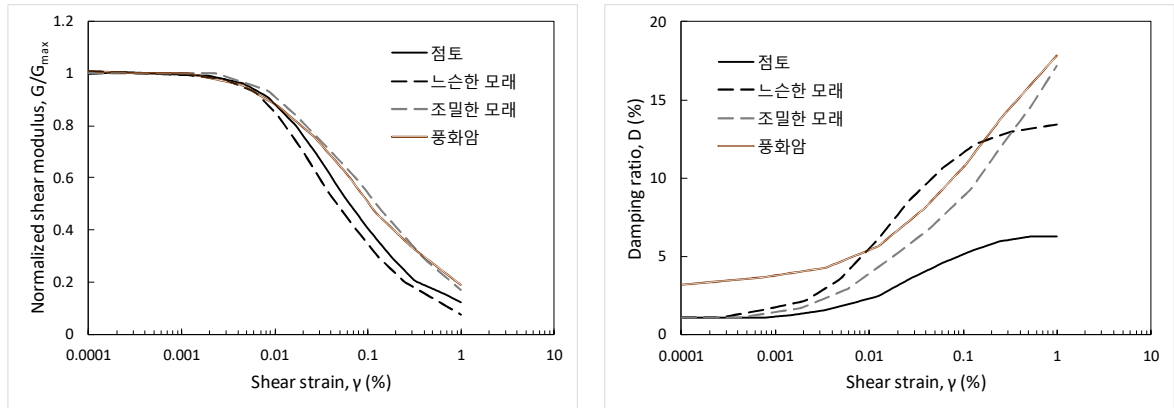 1.2
1
0.8
0.6
0.4
0.2
0
0.0001
0.001
0.01
0.1
1
10
Normalized shear modulus, G/Gmax
Shear strain, γ (%)
점토
느슨한 모래
조밀한 모래
풍화암
20
15
10
5
0
0.0001
0.001
0.01
0.1
1
10
Damping ratio, D (%)
Shear strain, γ (%)
점토
느슨한 모래
조밀한 모래
풍화암